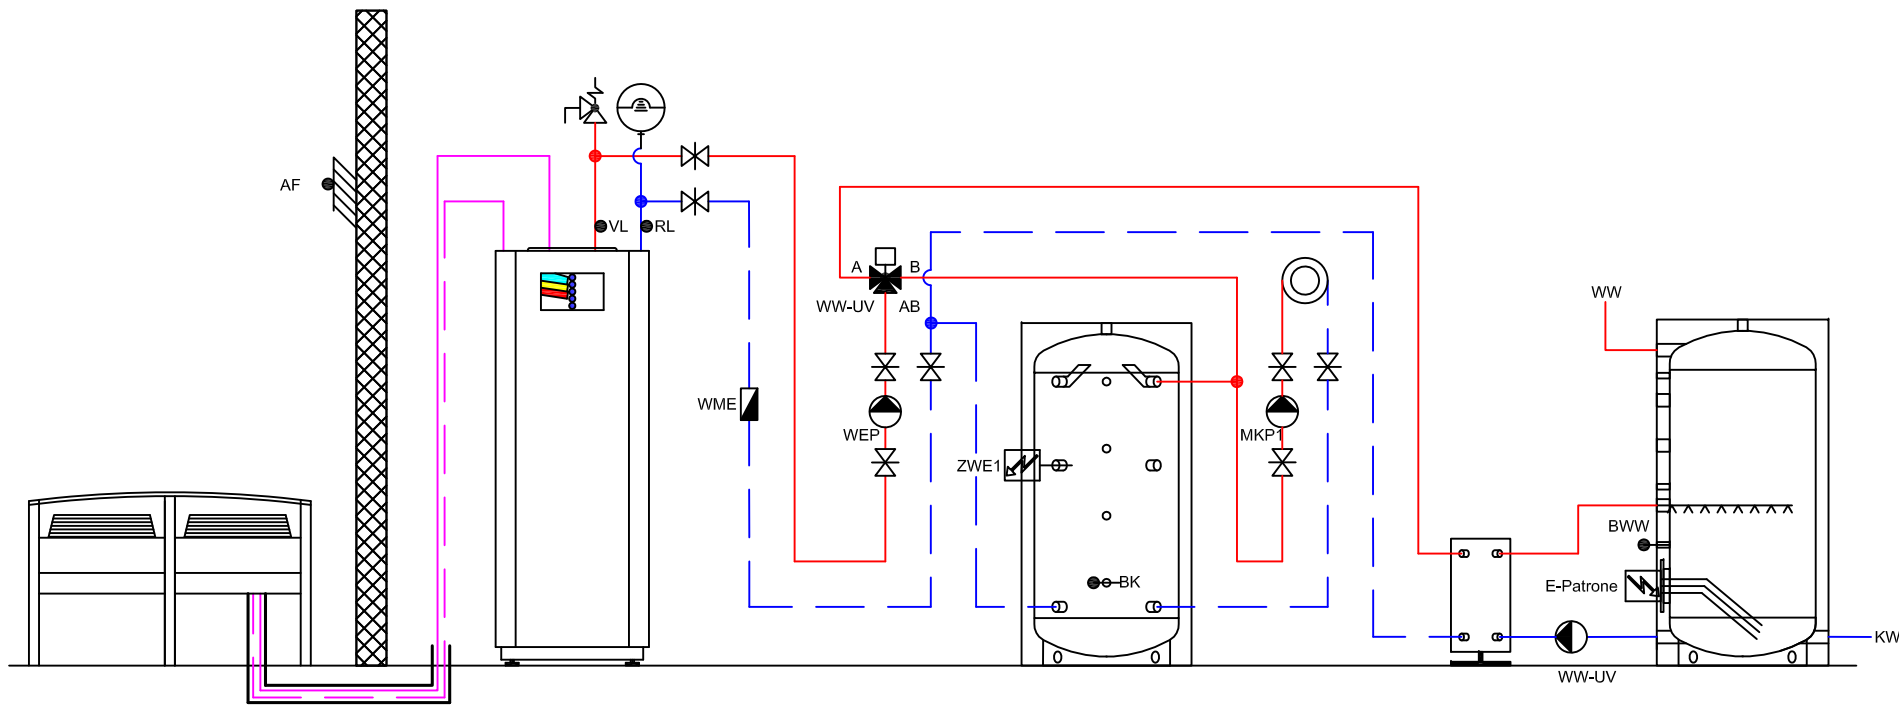 AF
VL
RL
A
B
WW-UV
AB
WW
WME
WEP
MKP1
ZWE1
BWW
BK
E-Patrone
KW
WW-UV